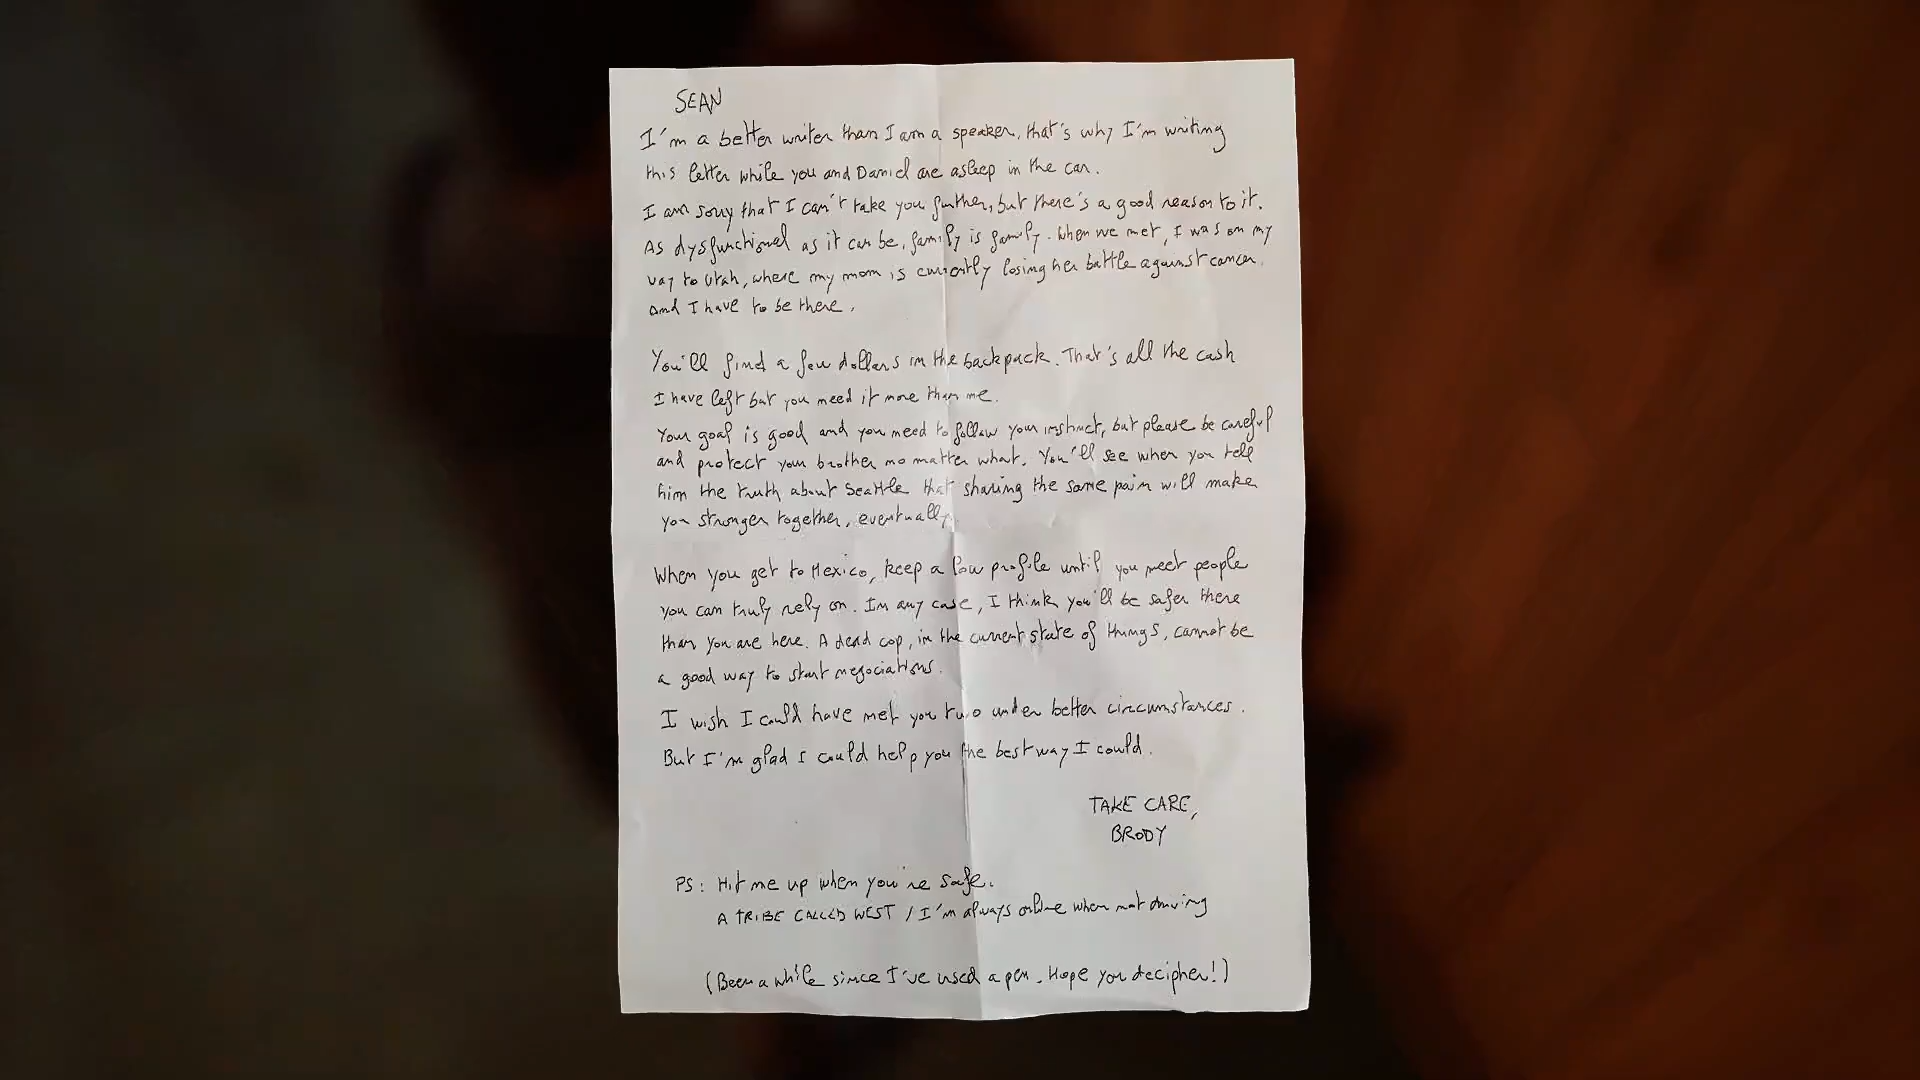 SEAN
I'm a better writer than I am a speaker, that's why I'm writing
this letter while you and Daniel are asleep in the car.
I am sorry that I can't take you further, but there's a good reason to it.
As dysfunctional as it can be, family is family. When we met, I was on my
way to Utah, where my mom is currently losing her battle against cancer.
and I have to be there.
You'll find a few dollars in the backpack. That's all the cash
I have left but you need it more than me.
Your goal is good and you need to follow your instinct, but please be careful
and protect your brother no matter what. You'll see when you tell
him the truth about Seattle that sharing the same pain will make
you stronger together, eventually.
When you get to Mexico, keep a low profile until you meet people
you can truly rely on. In any case, I think you'll be safer there
than you are here. A dead cop, in the current state of things, cannot be
a good way to start negociations.
I wish I could have met you two under better circumstances.
But I'm glad I could help you the best way I could.
TAKE CARE,
BRODY
PS: Hit me up when you're safe.
A TRIBE CALLED WEST / I'm always online when not driving
(Been a while since I've used a pen. Hope you decipher!)